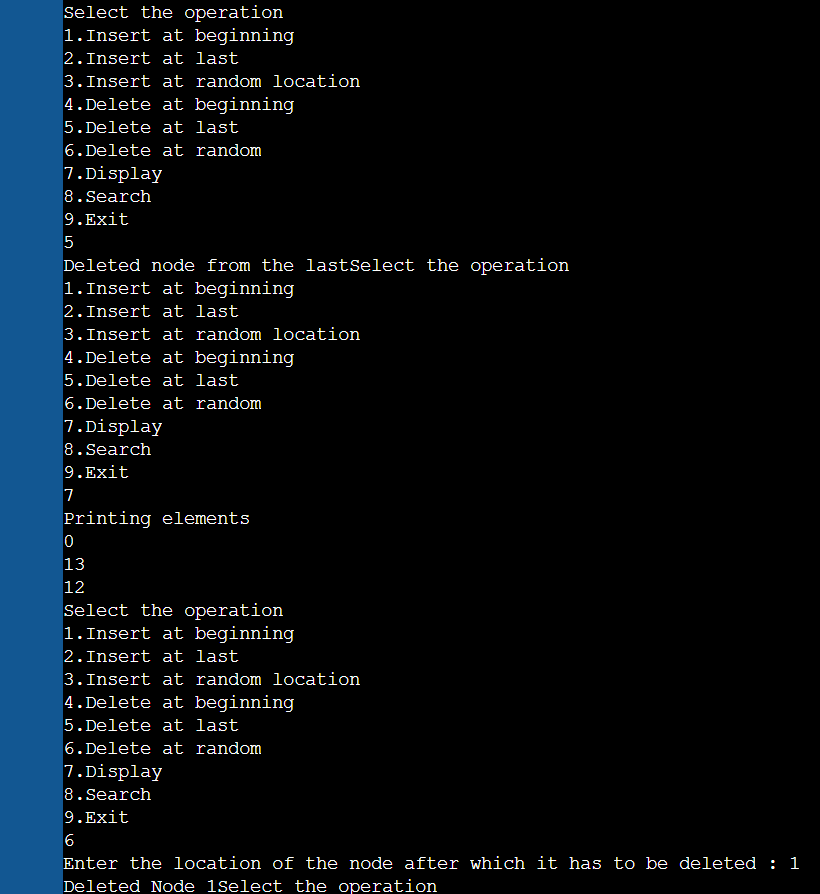 Select the operation
1.Insert at beginning
2.Insert at last
3.Insert at random location
4.Delete at beginning
5.Delete at last
6.Delete at random
7.Display
8.Search
9.Exit
5
Deleted node from the lastSelect the operation
1.Insert at beginning
2.Insert at last
3.Insert at random location
4.Delete at beginning
5.Delete at last
6.Delete at random
7.Display
8.Search
9.Exit
7
Printing elements
0
13
12
Select the operation
1.Insert at beginning
2.Insert at last
3.Insert at random location
4.Delete at beginning
5.Delete at last
6.Delete at random
7.Display
8.Search
9.Exit
6
Enter the location of the node after which it has to be deleted : 1
Deleted Node 1Select the operation